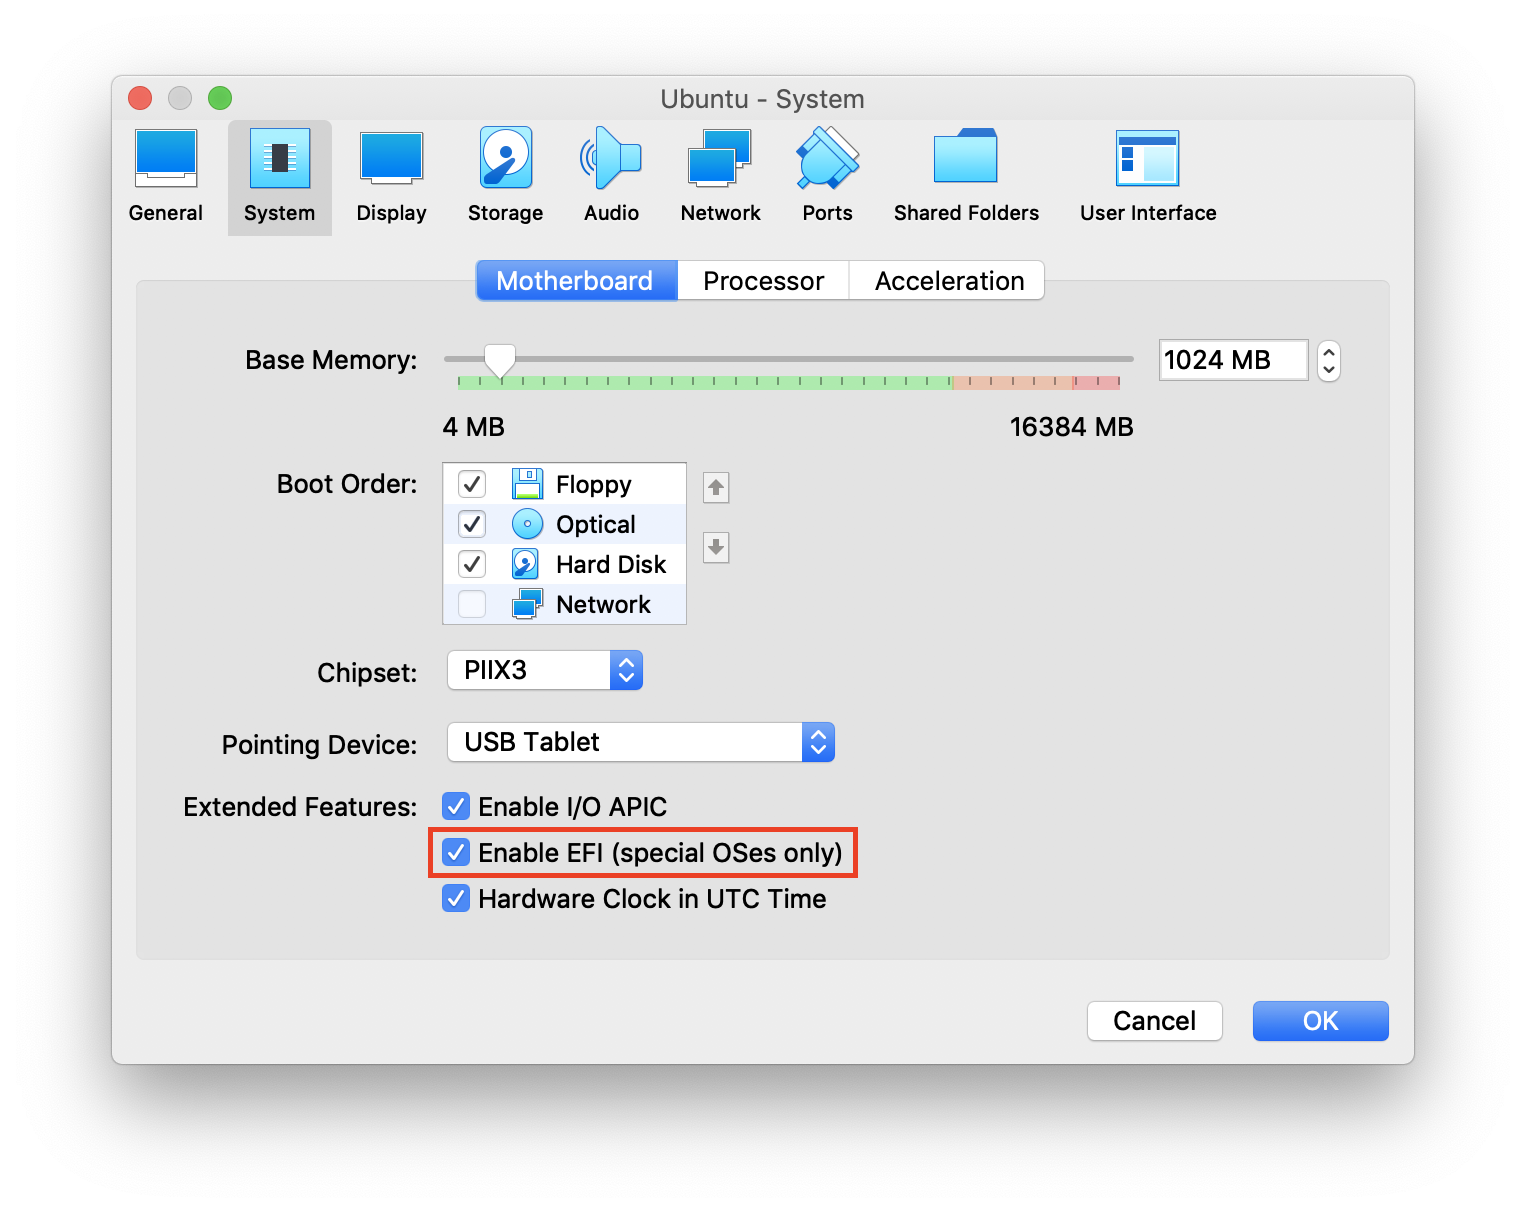 Ubuntu - System
General System Display Storage Audio Network Ports Shared Folders User Interface
Motherboard Processor Acceleration
Base Memory: 1024 MB
4 MB 16384 MB
Boot Order: Floppy
Optical
Hard Disk
Network
Chipset: PIIX3
Pointing Device: USB Tablet
Extended Features: Enable I/O APIC
Enable EFI (special OSes only)
Hardware Clock in UTC Time
Cancel OK